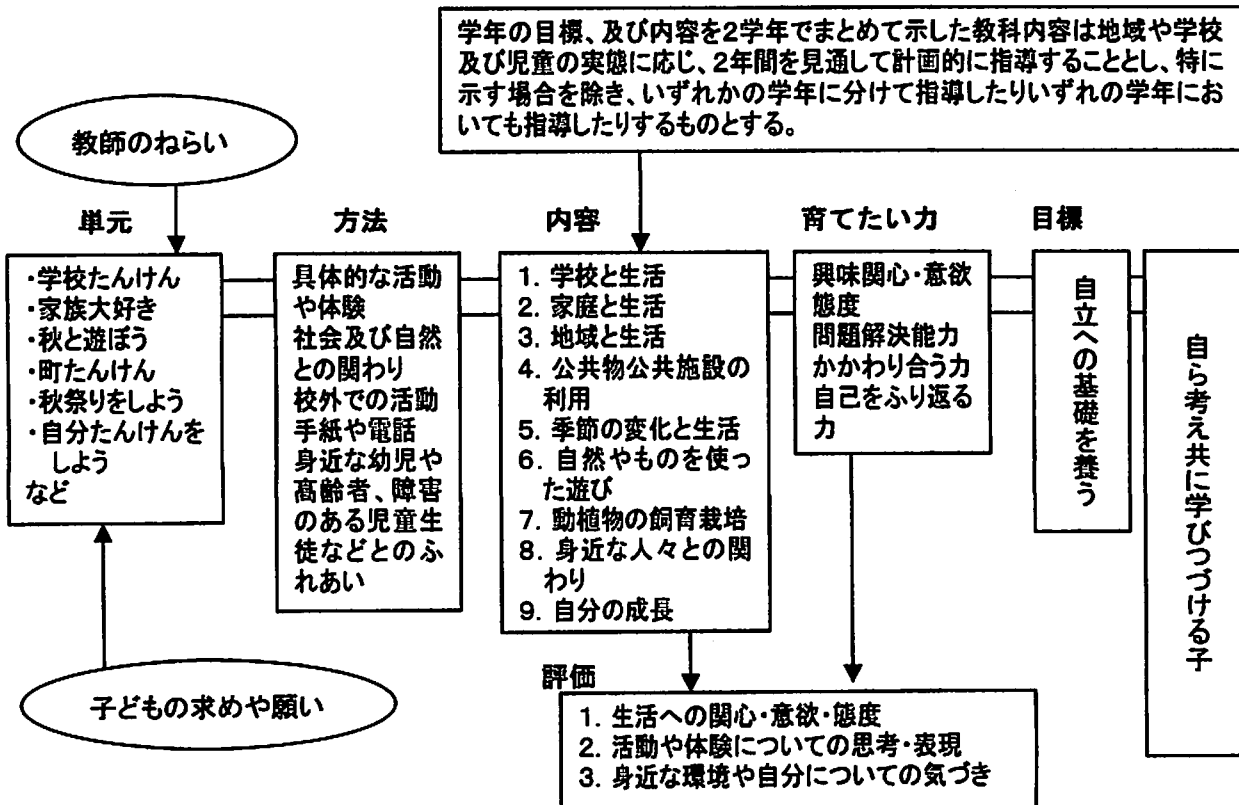 学年の目標、及び内容を2学年でまとめて示した教科内容は地域や学校
及び児童の実態に応じ、2年間を見通して計画的に指導することとし、特に
示す場合を除き、いずれかの学年に分けて指導したりいずれの学年にお
いても指導したりするものとする。
教師のねらい
単元
・学校たんけん
・家族大好き
・秋と遊ぼう
・町たんけん
・秋祭りをしよう
・自分たんけんを
しよう
など
子どもの求めや願い
方法
具体的な活動
や体験
社会及び自然
との関わり
校外での活動
手紙や電話
身近な幼児や
高齢者、障害
のある児童生
徒などとのふ
れあい
内容
1. 学校と生活
2. 家庭と生活
3. 地域と生活
4. 公共物公共施設の
利用
5. 季節の変化と生活
6. 自然やものを使っ
た遊び
7. 動植物の飼育栽培
8. 身近な人々との関
わり
9. 自分の成長
育てたい力
興味関心・意欲
態度
問題解決能力
かかわり合う力
自己をふり返る
力
目標
自立への基礎を養う
自ら考え共に学びつづける子
評価
1. 生活への関心・意欲・態度
2. 活動や体験についての思考・表現
3. 身近な環境や自分についての気づき